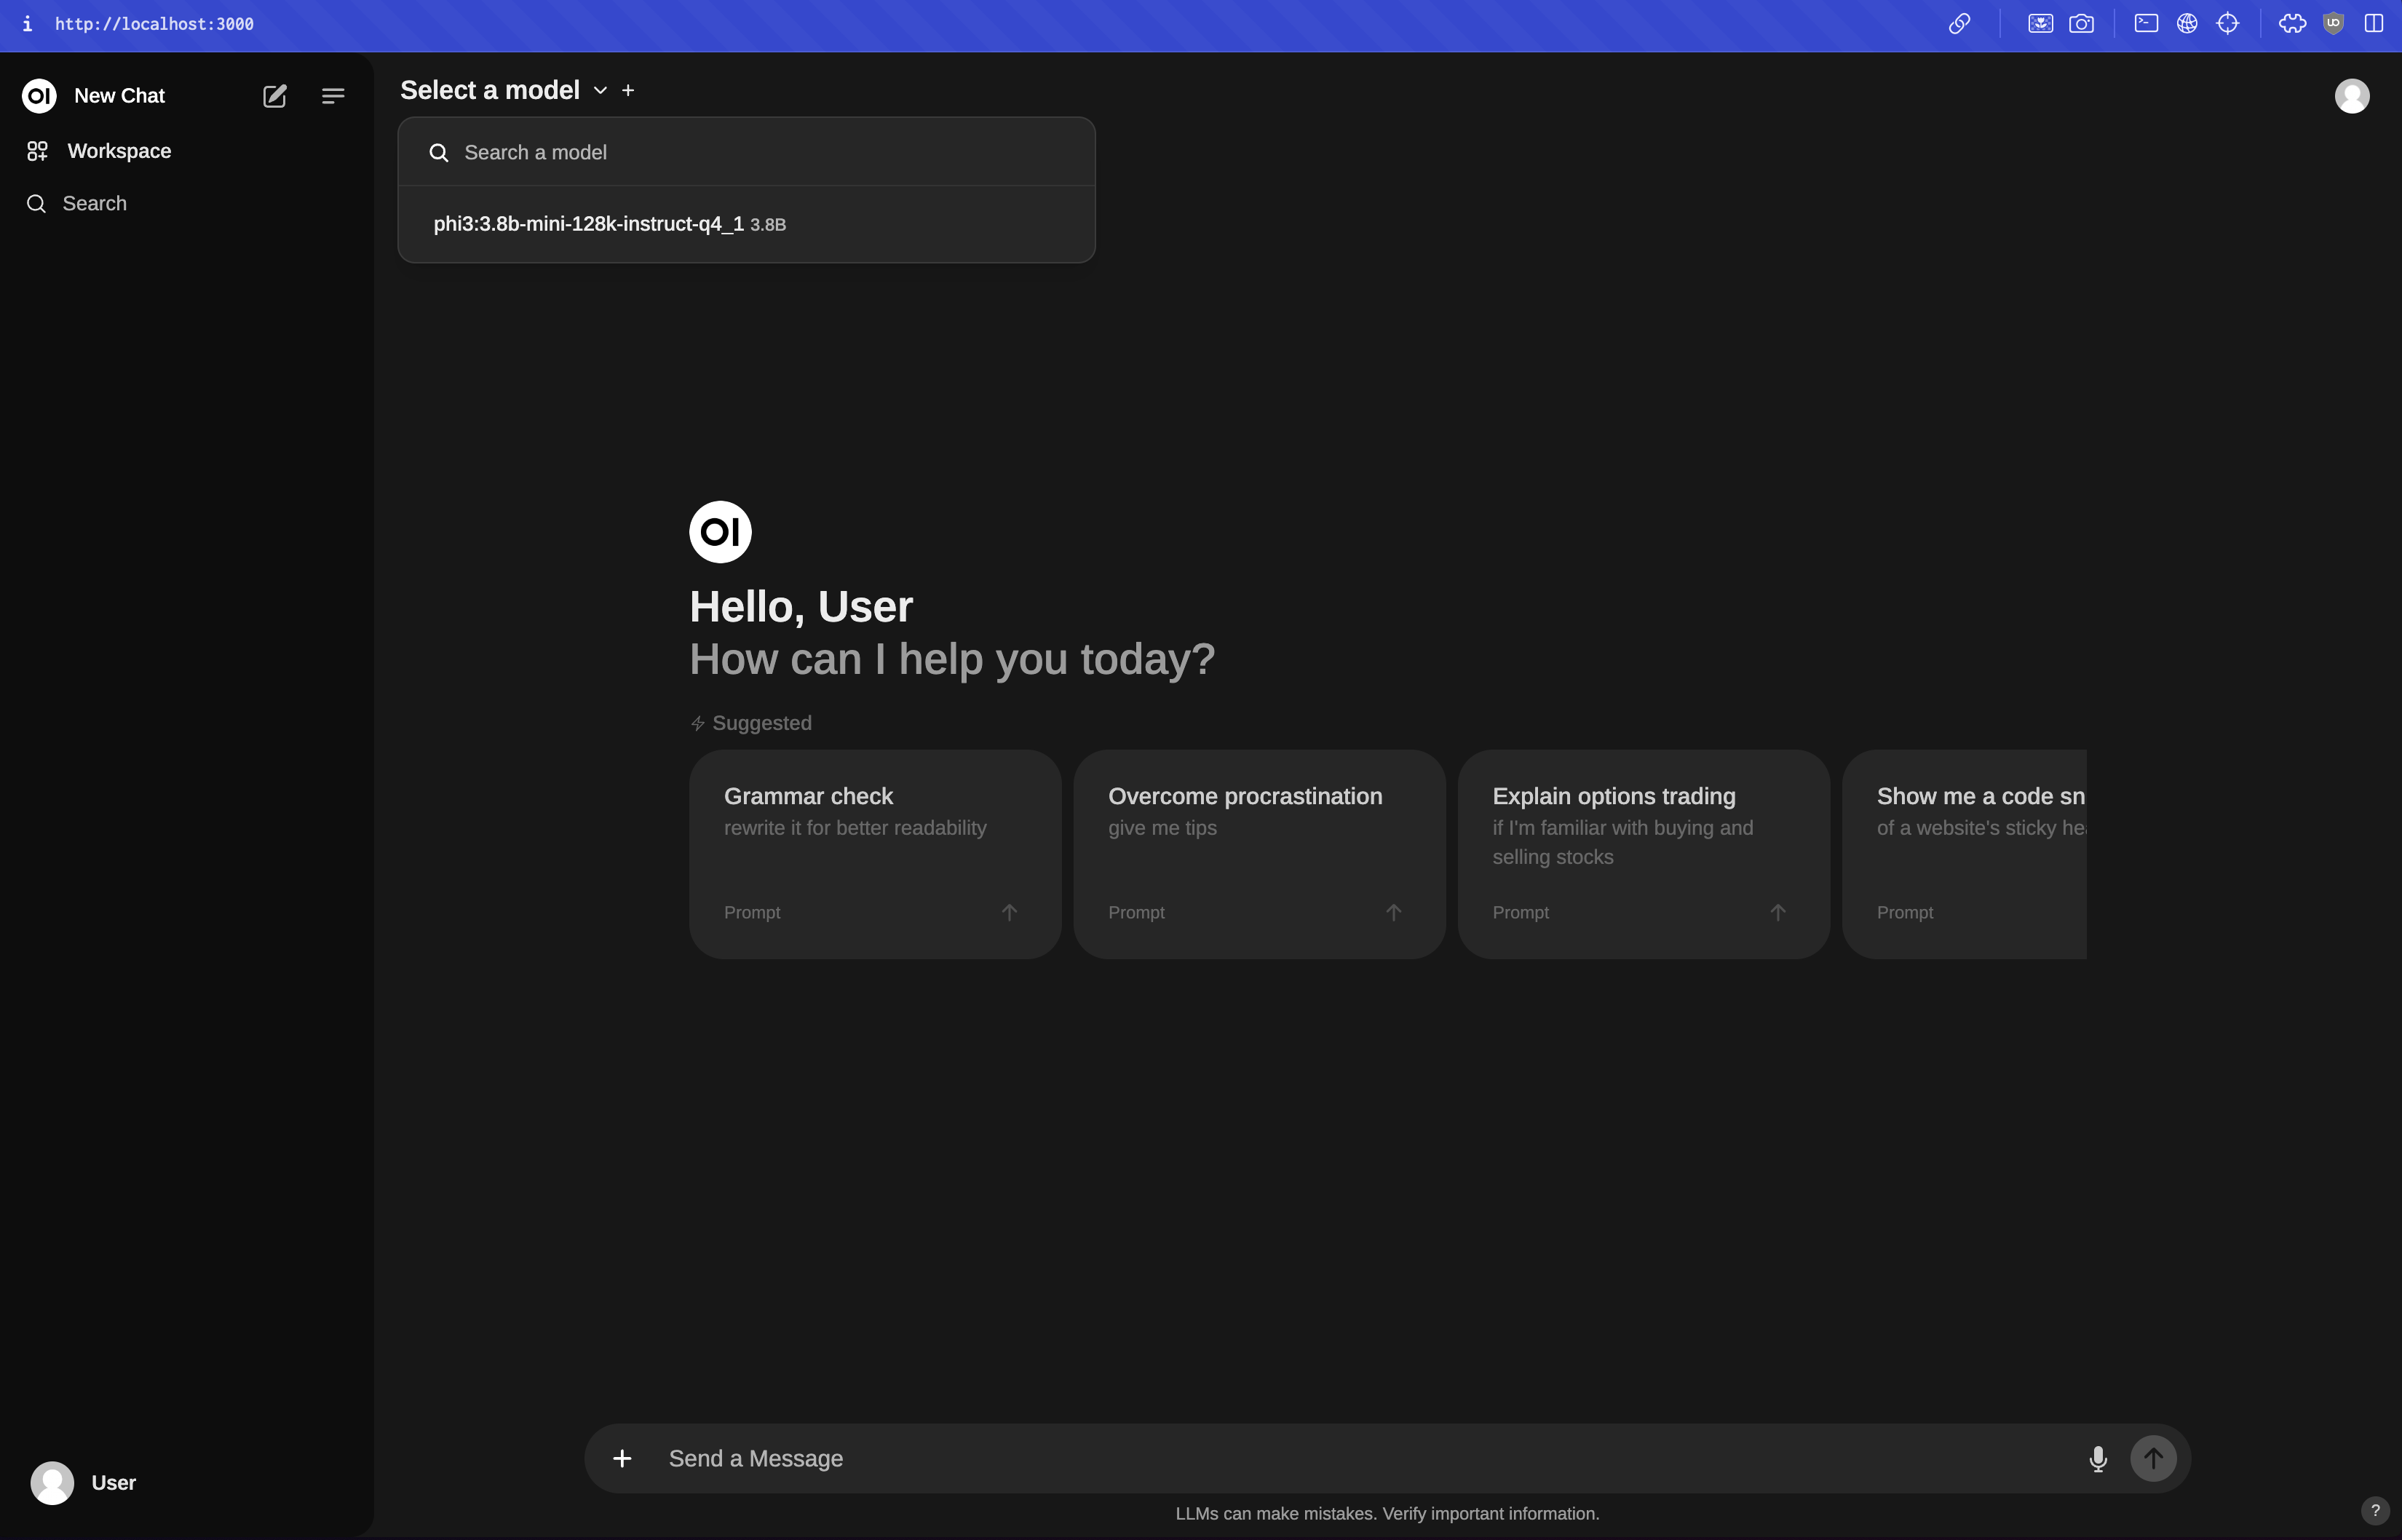 i http://localhost:3000
OI New Chat
Workspace
Search
Select a model
Search a model
phi3:3.8b-mini-128k-instruct-q4_1 3.8B
OI
Hello, User
How can I help you today?
Suggested
Grammar check
rewrite it for better readability
Prompt
Overcome procrastination
give me tips
Prompt
Explain options trading
if I'm familiar with buying and
selling stocks
Prompt
Show me a code sn
of a website's sticky hea
Prompt
Send a Message
LLMs can make mistakes. Verify important information.
User
?